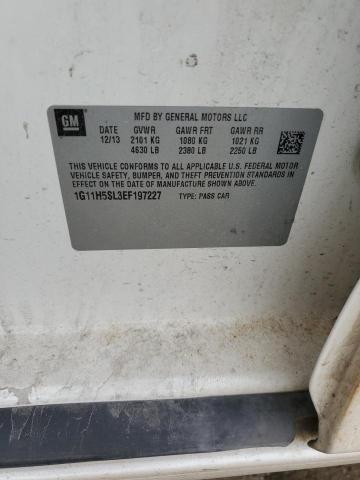 GM
MFD BY GENERAL MOTORS LLC
DATE GVWR GAWR FRT GAWR RR
12/13 2101 KG 1080 KG 1021 KG
4630 LB 2380 LB 2250 LB
THIS VEHICLE CONFORMS TO ALL APPLICABLE U.S. FEDERAL MOTOR
VEHICLE SAFETY, BUMPER, AND THEFT PREVENTION STANDARDS IN
EFFECT ON THE DATE OF MANUFACTURE SHOWN ABOVE.
1G11H5SL3EF197227 TYPE: PASS CAR